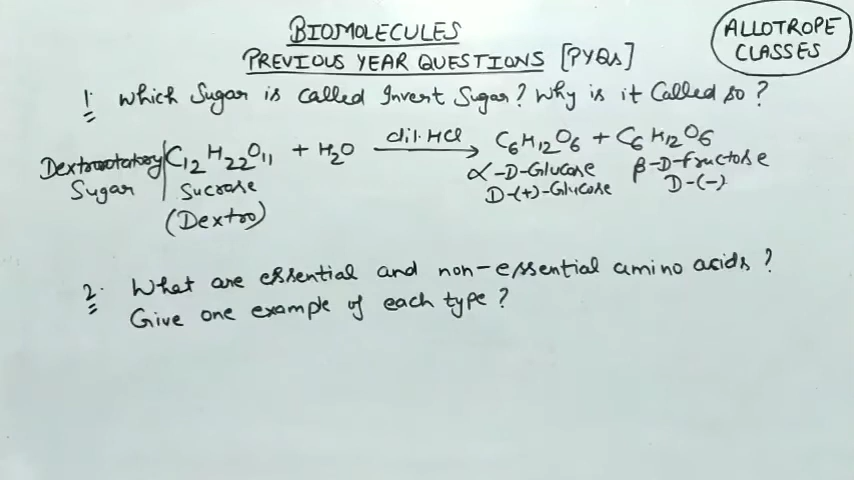 BIOMOLECULES
PREVIOUS YEAR QUESTIONS [PYQs]
ALLOTROPE
CLASSES
1. Which Sugar is called Invert Sugar? Why is it Called so?
Dextrorotatory Sugar
C₁₂H₂₂O₁₁ + H₂O dil. HCl → C₆H₁₂O₆ + C₆H₁₂O₆
Sucrose
(Dextro)
α-D-Glucose
D-(+)-Glucose
β-D-fructose
D-(-)
2. What are essential and non-essential amino acids?
Give one example of each type?